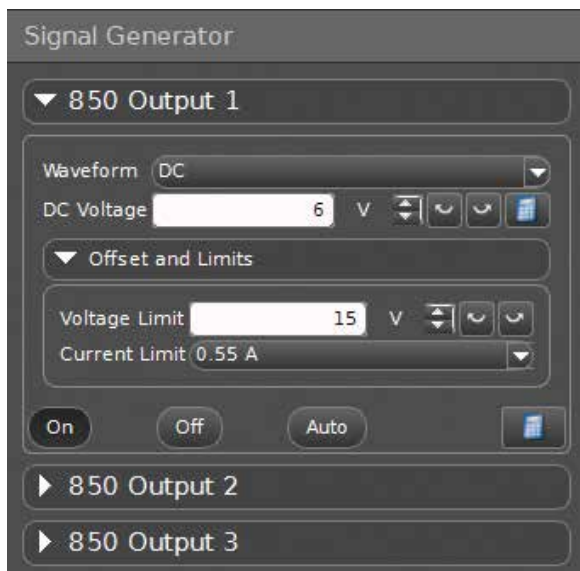 Signal Generator
850 Output 1
Waveform DC
DC Voltage 6 V
Offset and Limits
Voltage Limit 15 V
Current Limit 0.55 A
On Off Auto
850 Output 2
850 Output 3